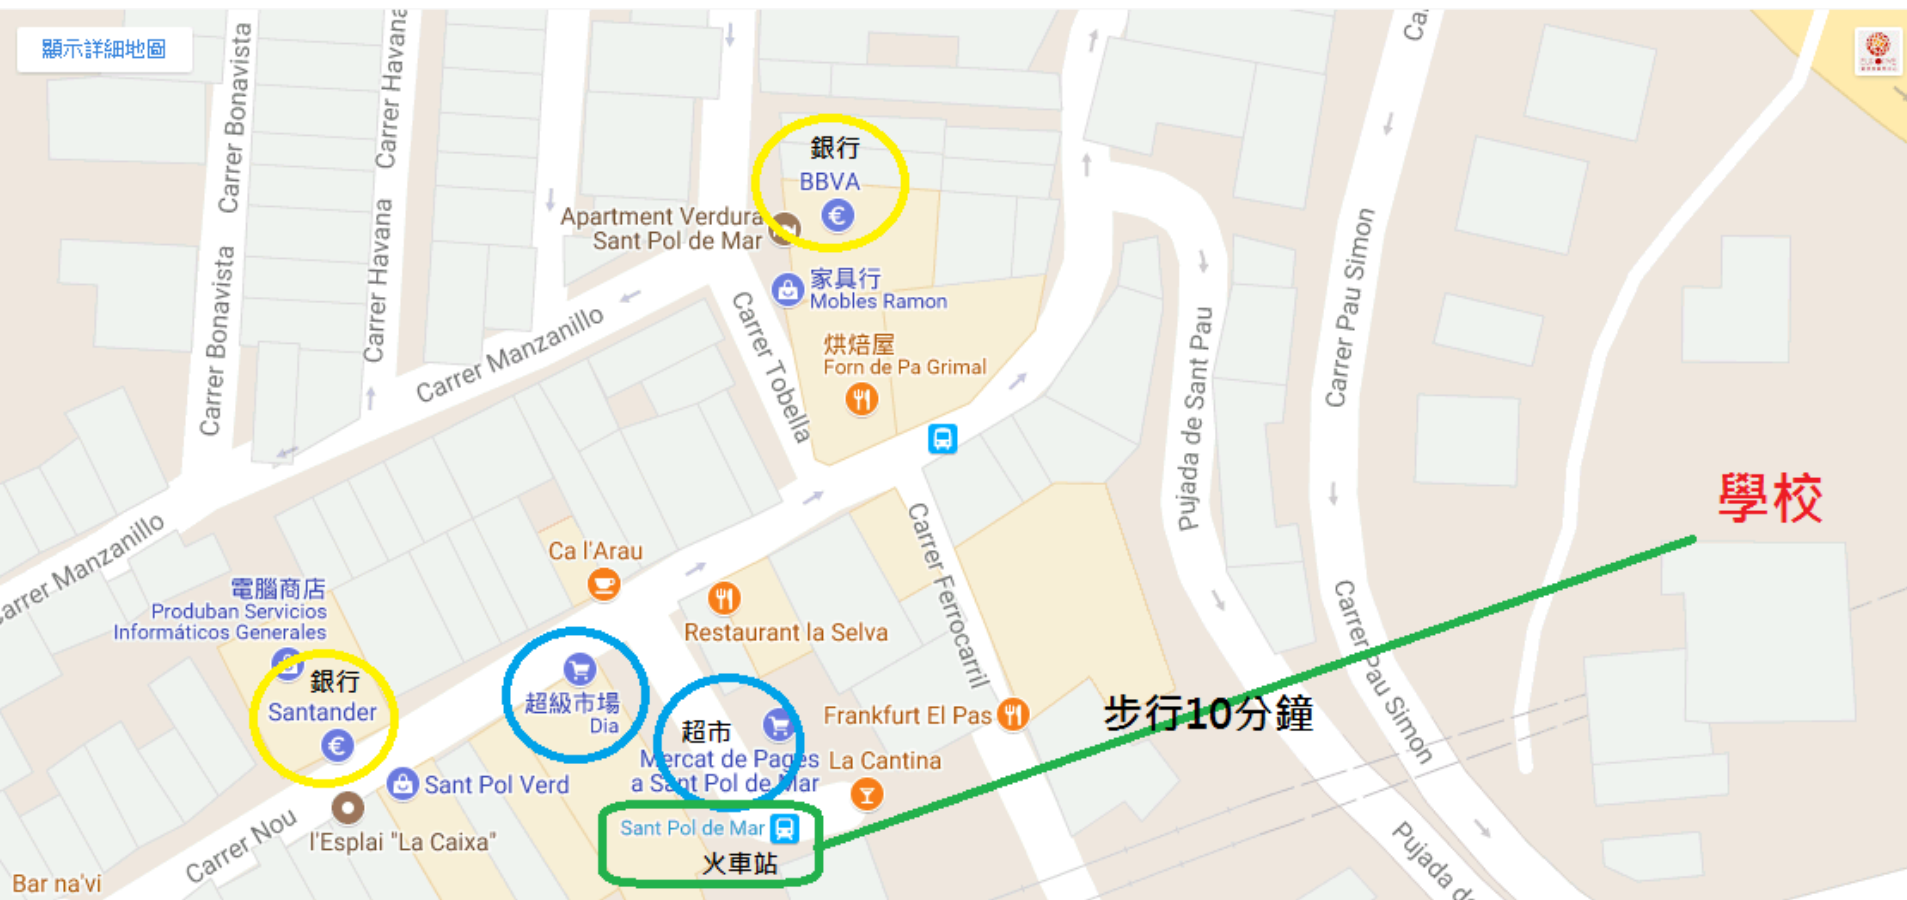 顯示詳細地圖
Carrer Bonavista
Carrer Bonavista
Carrer Havana
Carrer Havana
銀行
BBVA
Apartment Verdura
Sant Pol de Mar
家具行
Mobles Ramon
烘焙屋
Forn de Pa Grimal
Carrer Manzanillo
Carrer Tobella
Carrer Pau Simon
Pujada de Sant Pau
學校
Carrer Manzanillo
Ca l'Arau
Carrer Ferrocarril
電腦商店
Produban Servicios
Informáticos Generales
Restaurant la Selva
Carrer Pau Simon
銀行
Santander
超級市場
Dia
超市
Mercat de Pagès
a Sant Pol de Mar
Frankfurt El Pas
步行10分鐘
La Cantina
Sant Pol Verd
Sant Pol de Mar
火車站
l'Esplai "La Caixa"
Carrer Nou
Bar na'vi
Pujada de